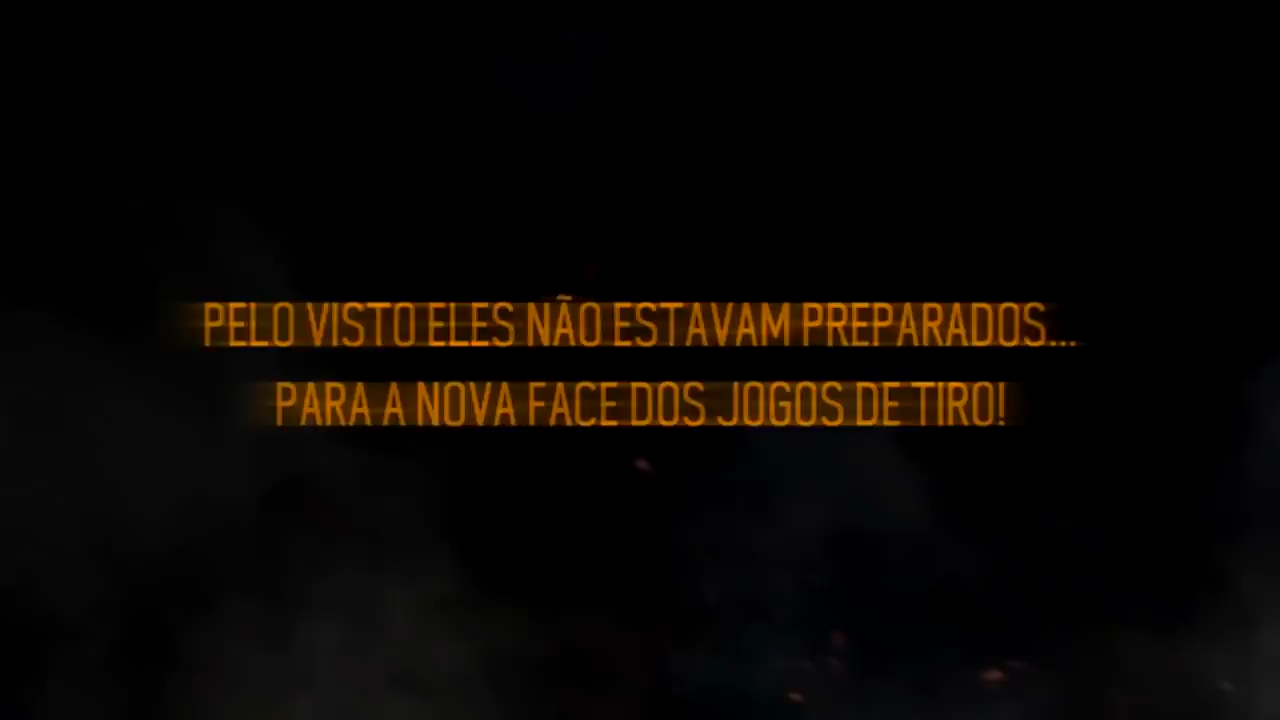 PELO VISTO ELES NÃO ESTAVAM PREPARADOS...
PARA A NOVA FACE DOS JOGOS DE TIRO!